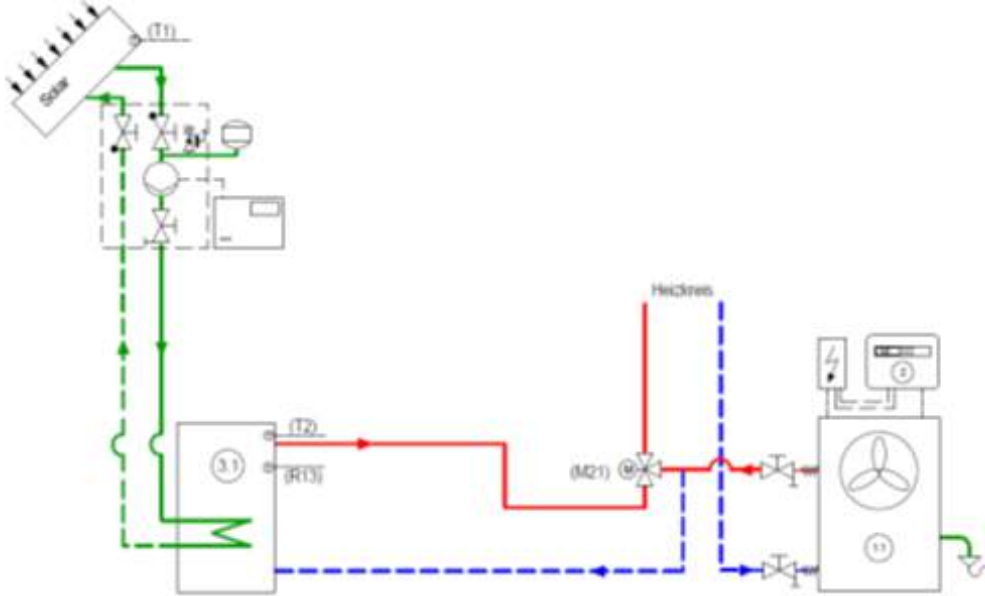 (T1)
Solar
Heizkreis
2
(T2)
3.1
(R13)
(M21)
M
1.1